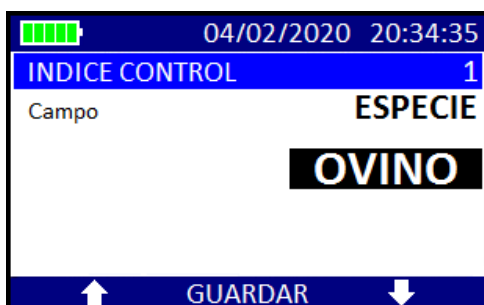 04/02/2020 20:34:35
INDICE CONTROL 1
Campo ESPECIE
OVINO
GUARDAR